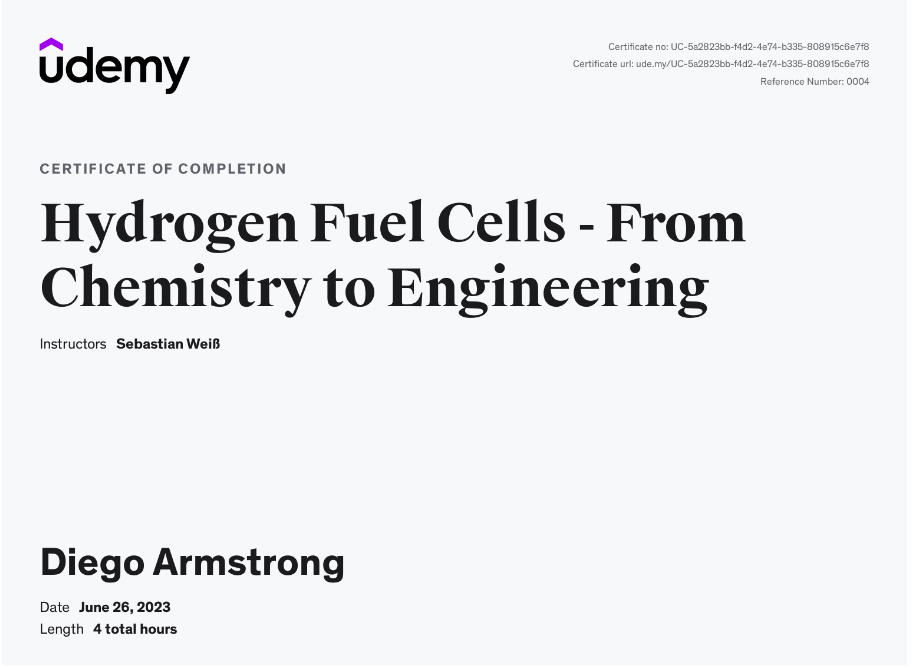 udemy
Certificate no: UC-5a2823bb-f4d2-4e74-b335-808915c6e7f8
Certificate url: ude.my/UC-5a2823bb-f4d2-4e74-b335-808915c6e7f8
Reference Number: 0004
CERTIFICATE OF COMPLETION
Hydrogen Fuel Cells - From
Chemistry to Engineering
Instructors Sebastian Weiß
Diego Armstrong
Date June 26, 2023
Length 4 total hours